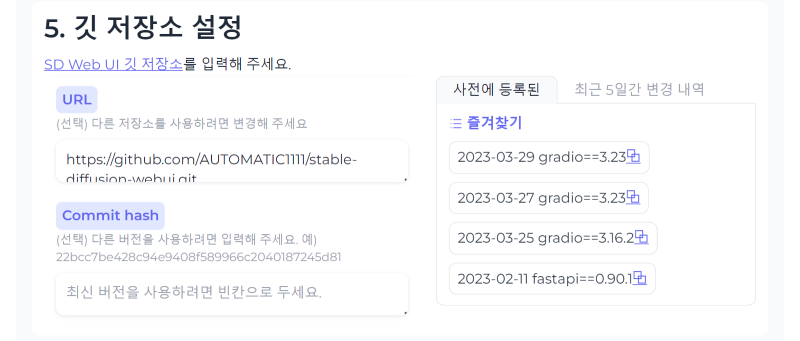 5. 깃 저장소 설정
SD Web UI 깃 저장소를 입력해 주세요.
URL
(선택) 다른 저장소를 사용하려면 변경해 주세요
https://github.com/AUTOMATIC1111/stable-
diffusion-webui.git
Commit hash
(선택) 다른 버전을 사용하려면 입력해 주세요. 예)
22bcc7be428c94e9408f589966c2040187245d81
최신 버전을 사용하려면 빈칸으로 두세요.
사전에 등록된
최근 5일간 변경 내역
즐겨찾기
2023-03-29 gradio==3.23
2023-03-27 gradio==3.23
2023-03-25 gradio==3.16.2
2023-02-11 fastapi==0.90.1